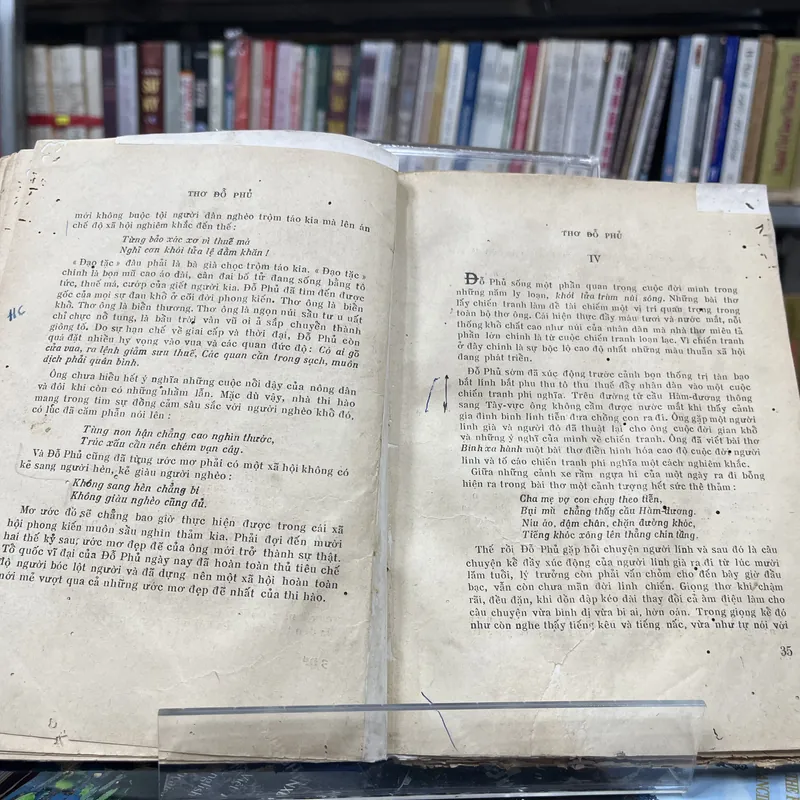 THƠ ĐỖ PHỦ
mới không buộc tội người dân nghèo trộm táo kia mà lên án
chế độ xã hội nghiêm khắc đến thế:
Từng bảo xác xơ vì thuế má
Nghĩ cơn khói lửa lệ đầm khăn !
« Đạo tặc » đâu phải là bà già chọc trộm táo kia. « Đạo tặc »
chính là bọn mũ cao áo dài, cân đai bố tử đang sống bằng tô
tức, thuế má, cướp của giết người kia. Đỗ Phủ đã tìm đến được
gốc của mọi sự đau khổ ở cõi đời phong kiến. Thơ ông là biển
khổ. Thơ ông là biển thương. Thơ ông là ngọn núi sầu tư u uất
chỉ chực nổ tung, là bầu trời vần vũ oi ả sắp chuyển thành
giông tố. Do sự hạn chế về giai cấp và thời đại, Đỗ Phủ còn
quá đặt nhiều hy vọng vào vua và các quan đức độ: Có ai gõ
cửa vua, ra lệnh giảm sưu thuế, Các quan cần trong sạch, muôn
dịch phải quân bình.
Ông chưa hiểu hết ý nghĩa những cuộc nổi dậy của nông dân
và đôi khi còn có những nhầm lẫn. Mặc dù vậy, nhà thi hào
mang trong tim sự đồng cảm sâu sắc với người nghèo khổ đó,
có lúc đã căm phẫn nói lên :
Từng non hận chẳng cao nghìn thước,
Trúc xấu cần nên chém vạn cây.
Và Đỗ Phủ cũng đã từng ước mơ phải có một xã hội không có
kẻ sang người hèn, kẻ giàu người nghèo :
Không sang hèn chẳng bi
Không giàu nghèo cũng đủ.
Mơ ước đó sẽ chẳng bao giờ thực hiện được trong cái xã
hội phong kiến sâu nghìn thảm kia. Phải đợi đến mười
hai thế kỷ sau, ước mơ đẹp đẽ của ông mới trở thành sự thật.
Tổ quốc vĩ đại của Đỗ Phủ ngày nay đã hoàn toàn thủ tiêu chế
độ người bóc lột người và đã dựng nên một xã hội hoàn toàn
mới mẻ vượt qua cả những ước mơ đẹp đẽ nhất của thi hào.
THƠ ĐỖ PHỦ
IV
Đỗ Phủ sống một phần quan trọng cuộc đời mình trong
những năm ly loạn, khói lửa tràm núi sông. Những bài thơ
lấy chiến tranh làm đề tài chiếm một vị trí quan trọng trong
toàn bộ thơ ông. Cái hiện thực đầy máu tươi và nước mắt, nỗi
thống khổ chất cao như núi của nhân dân mà nhà thơ miêu tả
phần lớn chính là từ cuộc chiến tranh loạn lạc. Vì chiến tranh
ở đây chính là sự bộc lộ cao độ nhất những mâu thuẫn xã hội
đang phát triển.
Đỗ Phủ sớm đã xúc động trước cảnh bọn thống trị tàn bạo
bắt lính bắt phu thu tô thu thuế đẩy nhân dân vào một cuộc
chiến tranh phi nghĩa. Trên đường từ cầu Hàm-dương thông
sang Tây-vực ông không cầm được nước mắt khi thấy cảnh
gia đình binh lính tiễn đưa chồng con ra đi. Ông gặp một người
lính già và người đó đã thuật lại cho ông cuộc đời gian khổ
và những ý nghĩ của mình về chiến tranh. Ông đã viết bài thơ
Binh xa hành một bài thơ điển hình hóa cao độ cuộc đời người
lính và tố cáo chiến tranh phi nghĩa một cách nghiêm khắc.
Giữa những cảnh xe rầm ngựa hí của một ngày ra đi bỗng
hiện ra trong bài thơ một cảnh tượng hết sức thê thảm :
Cha mẹ vợ con chạy theo tiễn,
Bụi mù chẳng thấy cầu Hàm-dương.
Níu áo, dậm chân, chặn đường khóc,
Tiếng khóc xông lên thẳng chín tầng.
Thế rồi Đỗ Phủ gặp hỏi chuyện người lính và sau đó là câu
chuyện kể đầy xúc động của người lính già ra đi từ lúc mười
lăm tuổi, lý trưởng còn phải vấn chỏm cho đến bây giờ đầu
bạc, vẫn còn chưa mãn đời lính chiến. Giọng thơ khi chậm
rãi, đều đặn, khi dồn dập kéo dài thay đổi cả âm điệu làm cho
câu chuyện vừa bình dị vừa bi ai, hờn oán. Trong giọng kể đó
như còn nghe thấy tiếng kêu và tiếng nấc, vừa như tự nói với
35